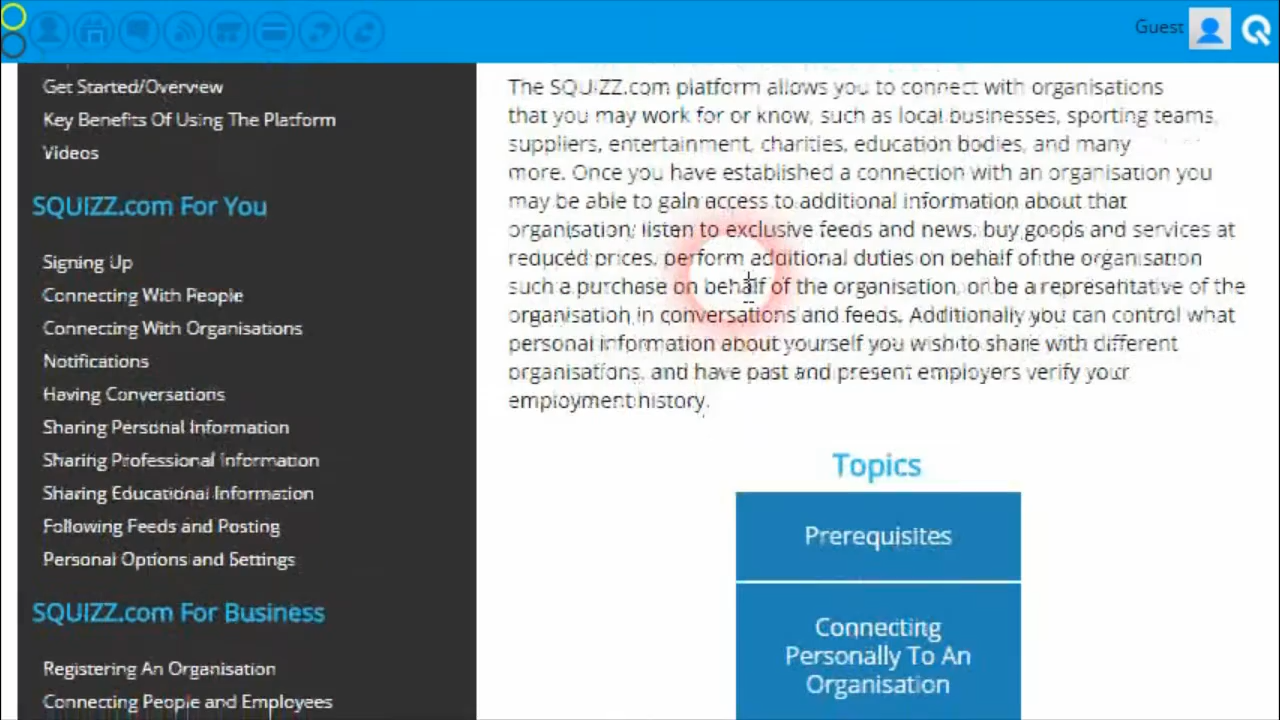 Guest
Get Started/Overview
Key Benefits Of Using The Platform
Videos
SQUIZZ.com For You
Signing Up
Connecting With People
Connecting With Organisations
Notifications
Having Conversations
Sharing Personal Information
Sharing Professional Information
Sharing Educational Information
Following Feeds and Posting
Personal Options and Settings
SQUIZZ.com For Business
Registering An Organisation
Connecting People and Employees
The SQUIZZ.com platform allows you to connect with organisations
that you may work for or know, such as local businesses, sporting teams,
suppliers, entertainment, charities, education bodies, and many
more. Once you have established a connection with an organisation you
may be able to gain access to additional information about that
organisation; listen to exclusive feeds and news, buy goods and services at
reduced prices, perform additional duties on behalf of the organisation
such a purchase on behalf of the organisation, or be a representative of the
organisation in conversations and feeds. Additionally you can control what
personal information about yourself you wish to share with different
organisations, and have past and present employers verify your
employment history.
Topics
Prerequisites
Connecting
Personally To An
Organisation